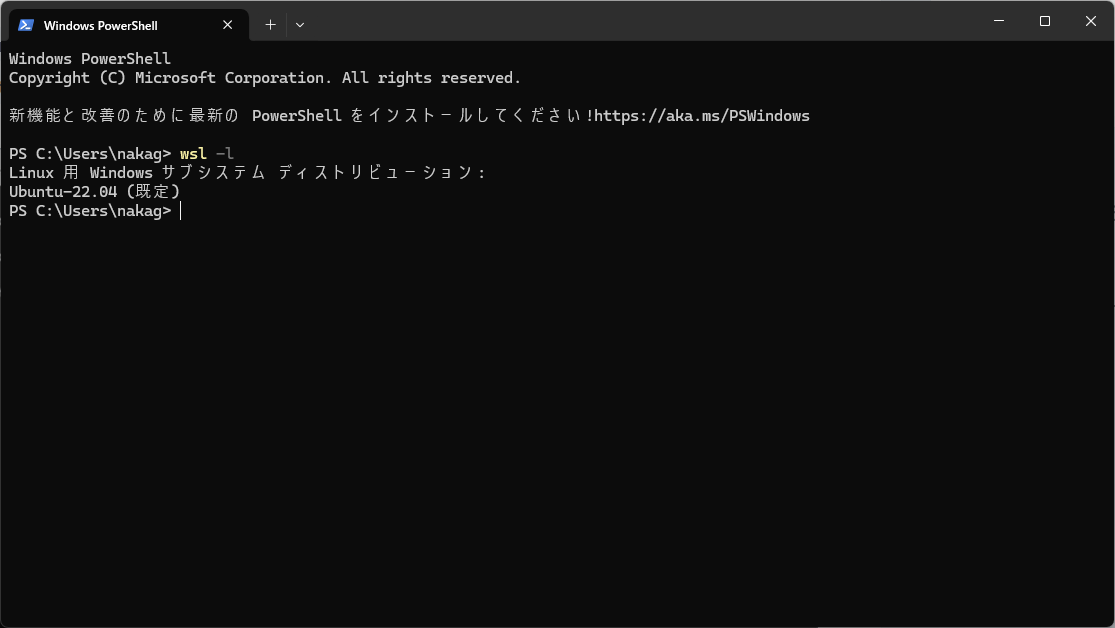 Windows PowerShell
Windows PowerShell
Copyright (C) Microsoft Corporation. All rights reserved.
新機能と改善のために最新の PowerShell をインストールしてください!https://aka.ms/PSWindows
PS C:\Users\nakag> wsl -l
Linux 用 Windows サブシステム ディストリビューション:
Ubuntu-22.04 (既定)
PS C:\Users\nakag>